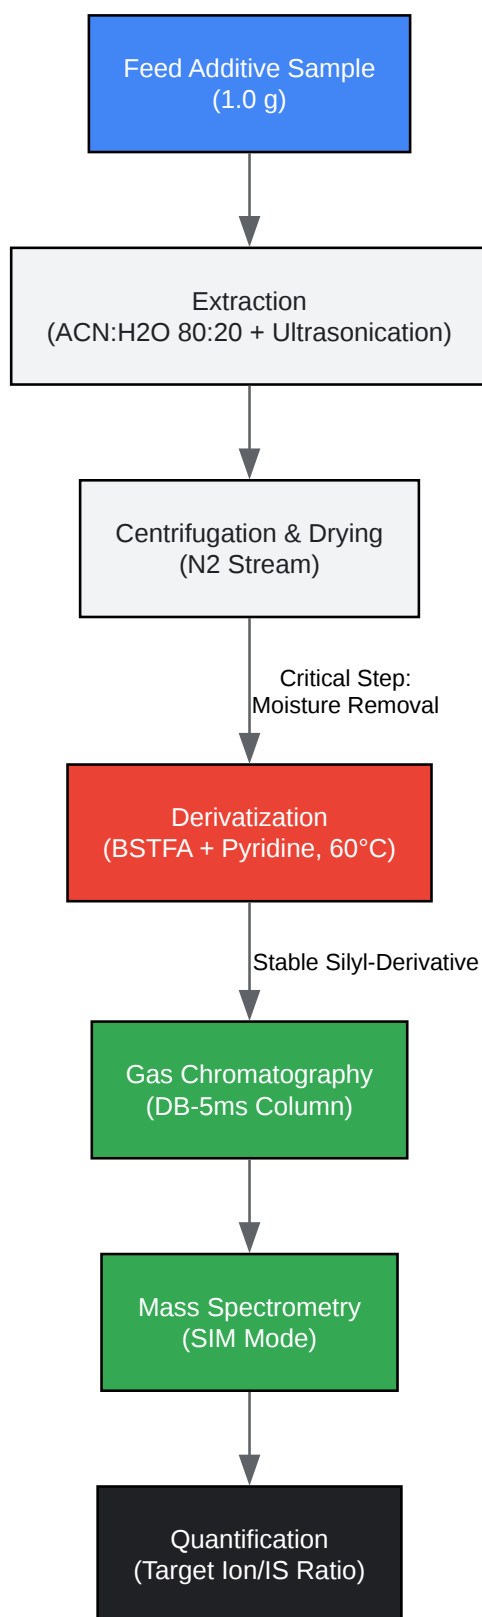 Feed Additive Sample
(1.0 g)
Extraction
(ACN:H2O 80:20 + Ultrasonication)
Centrifugation & Drying
(N2 Stream)
Critical Step:
Moisture Removal
Derivatization
(BSTFA + Pyridine, 60°C)
Stable Silyl-Derivative
Gas Chromatography
(DB-5ms Column)
Mass Spectrometry
(SIM Mode)
Quantification
(Target Ion/IS Ratio)